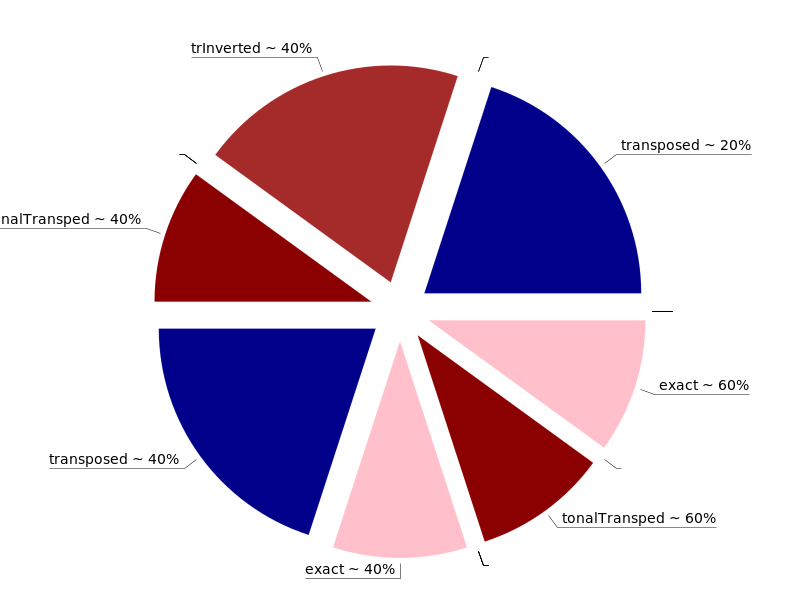 trInverted ~ 40%
transposed ~ 20%
nalTransped ~ 40%
exact ~ 60%
transposed ~ 40%
tonalTransped ~ 60%
exact ~ 40%